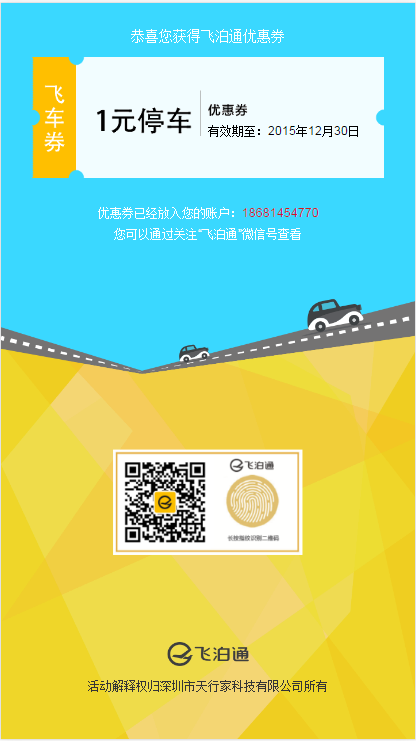 恭喜您获得飞泊通优惠券
飞车券
1元停车
优惠券
有效期至：2015年12月30日
优惠券已经放入您的账户：18681454770
您可以通过关注"飞泊通"微信号查看
飞泊通
长按指纹识别二维码
飞泊通
活动解释权归深圳市天行家科技有限公司所有